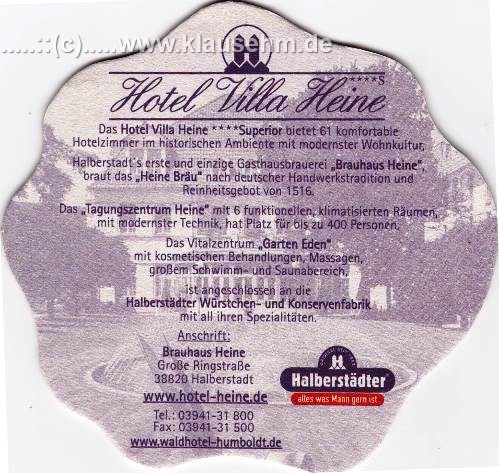 ......::(c).....www.klausehm.de
****S
Hotel Villa Heine
Das Hotel Villa Heine ****Superior bietet 61 komfortable
Hotelzimmer im historischen Ambiente mit modernster Wohnkultur.
Halberstadt´s erste und einzige Gasthausbrauerei „Brauhaus Heine",
braut das „Heine Bräu" nach deutscher Handwerkstradition und
Reinheitsgebot von 1516.
Das „Tagungszentrum Heine" mit 6 funktionellen, klimatisierten Räumen,
mit modernster Technik, hat Platz für bis zu 400 Personen.
Das Vitalzentrum „Garten Eden"
mit kosmetischen Behandlungen, Massagen,
großem Schwimm- und Saunabereich,
ist angeschlossen an die
Halberstädter Würstchen- und Konservenfabrik
mit all ihren Spezialitäten.
Anschrift:
Brauhaus Heine
Große Ringstraße
38820 Halberstadt
www.hotel-heine.de
Tel.: 03941-31 800
Fax: 03941-31 500
www.waldhotel-humboldt.de
Halberstädter
alles was Mann gern ist